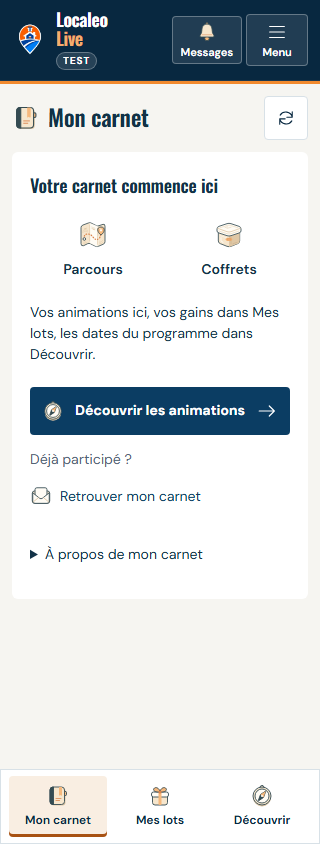 Localeo
Live
TEST
Messages
Menu
Mon carnet
Votre carnet commence ici
Parcours
Coffrets
Vos animations ici, vos gains dans Mes
lots, les dates du programme dans
Découvrir.
Découvrir les animations
Déjà participé ?
Retrouver mon carnet
À propos de mon carnet
Mon carnet
Mes lots
Découvrir